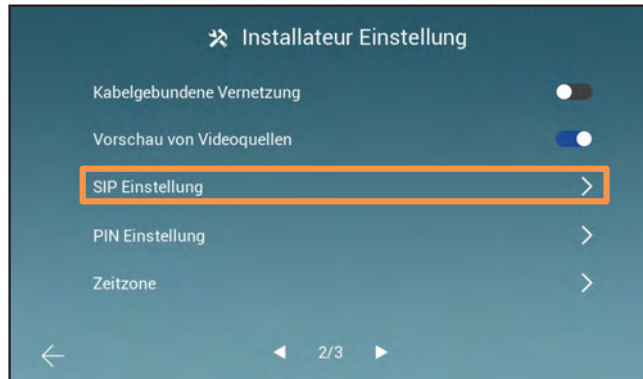 Installateur Einstellung
Kabelgebundene Vernetzung
Vorschau von Videoquellen
SIP Einstellung
PIN Einstellung
Zeitzone
2/3